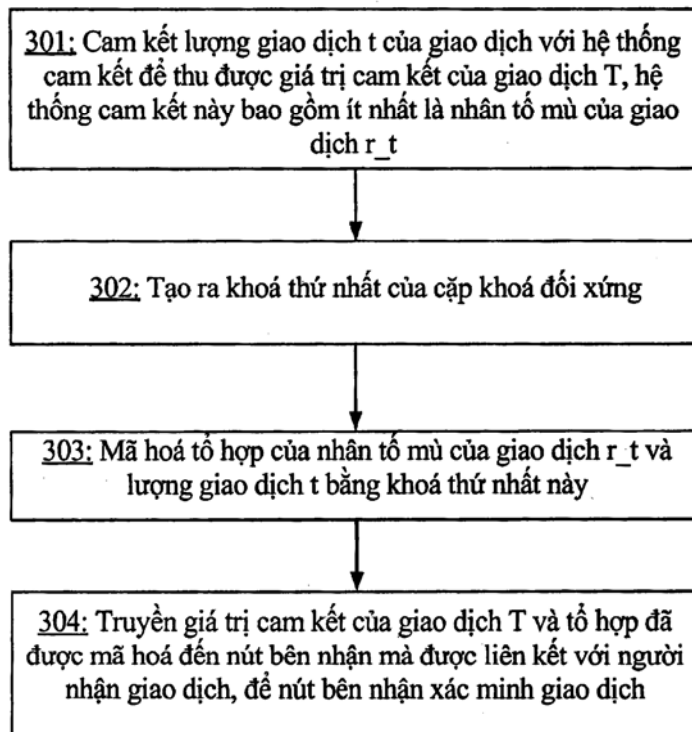 301: Cam kết lượng giao dịch t của giao dịch với hệ thống
cam kết để thu được giá trị cam kết của giao dịch T, hệ
thống cam kết này bao gồm ít nhất là nhân tố mù của giao
dịch r_t
302: Tạo ra khoá thứ nhất của cặp khoá đối xứng
303: Mã hoá tổ hợp của nhân tố mù của giao dịch r_t và
lượng giao dịch t bằng khoá thứ nhất này
304: Truyền giá trị cam kết của giao dịch T và tổ hợp đã
được mã hoá đến nút bên nhận mà được liên kết với người
nhận giao dịch, để nút bên nhận xác minh giao dịch